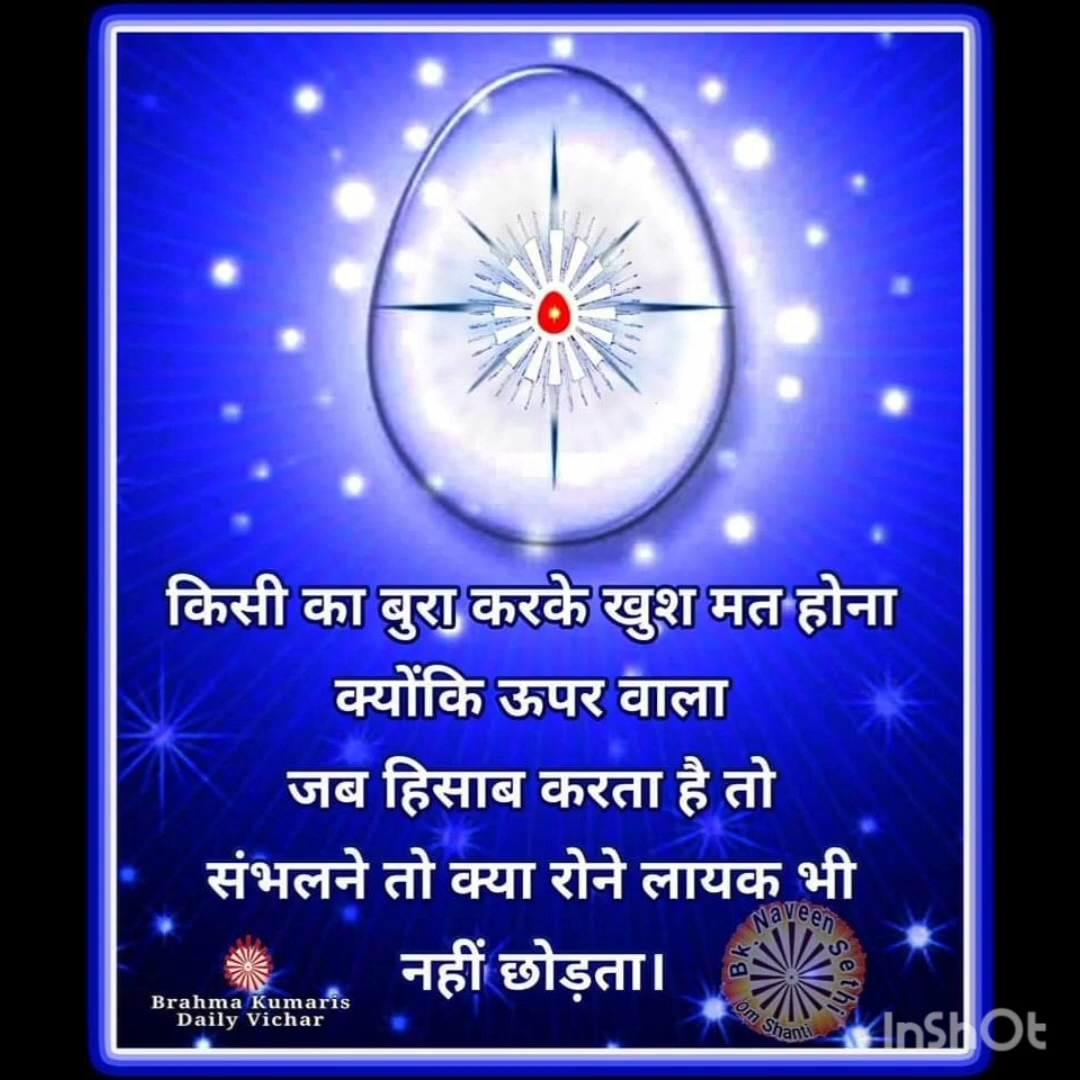 किसी का बुरा करके खुश मत होना
क्योंकि ऊपर वाला
जब हिसाब करता है तो
संभलने तो क्या रोने लायक भी
नहीं छोड़ता।
Brahma Kumaris
Daily Vichar
Bk. Naveen Sethi
Om Shanti
InShOt